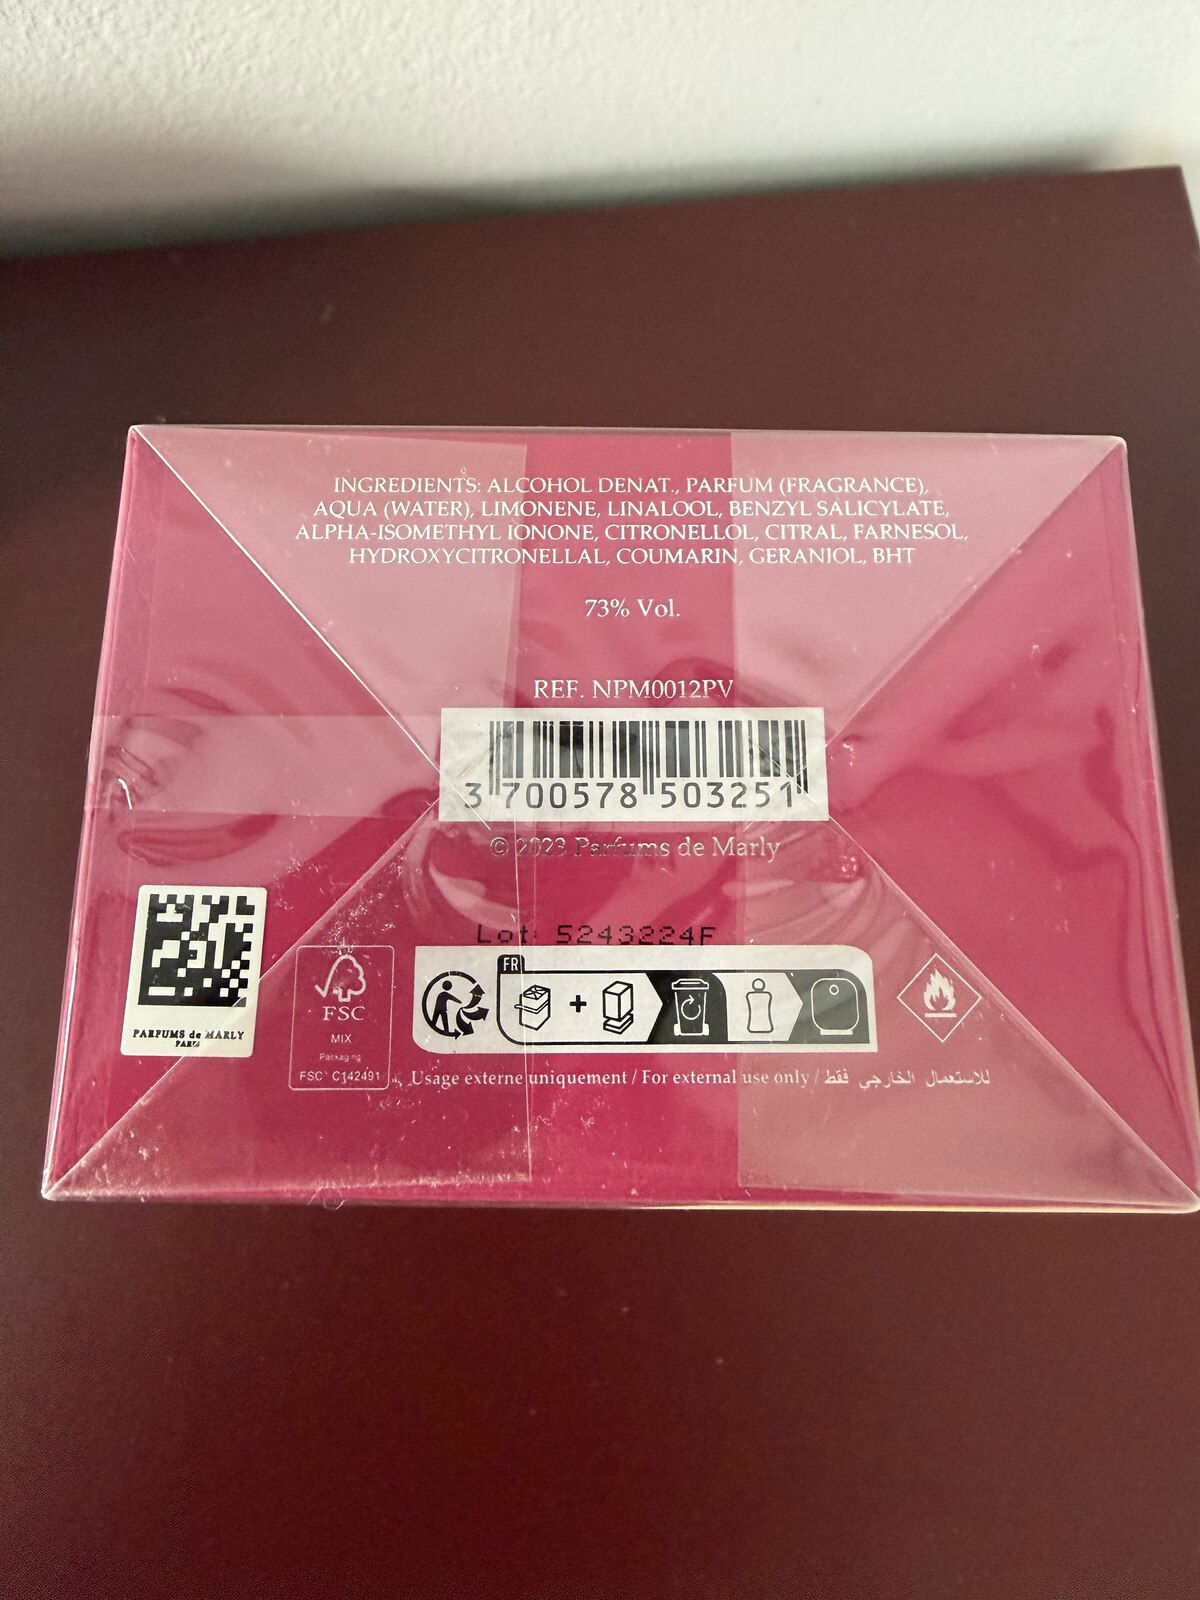 INGREDIENTS: ALCOHOL DENAT., PARFUM (FRAGRANCE),
AQUA (WATER), LIMONENE, LINALOOL, BENZYL SALICYLATE,
ALPHA-ISOMETHYL IONONE, CITRONELLOL, CITRAL, FARNESOL,
HYDROXYCITRONELLAL, COUMARIN, GERANIOL, BHT
73% Vol.
REF. NPM0012PV
3 700578 503251
© 2023 Parfums de Marly
Lot: 5243224F
FR
PARFUMS de MARLY
PARIS
FSC
MIX
Packaging
FSC® C142491
Usage externe uniquement / For external use only / للاستعمال الخارجي فقط